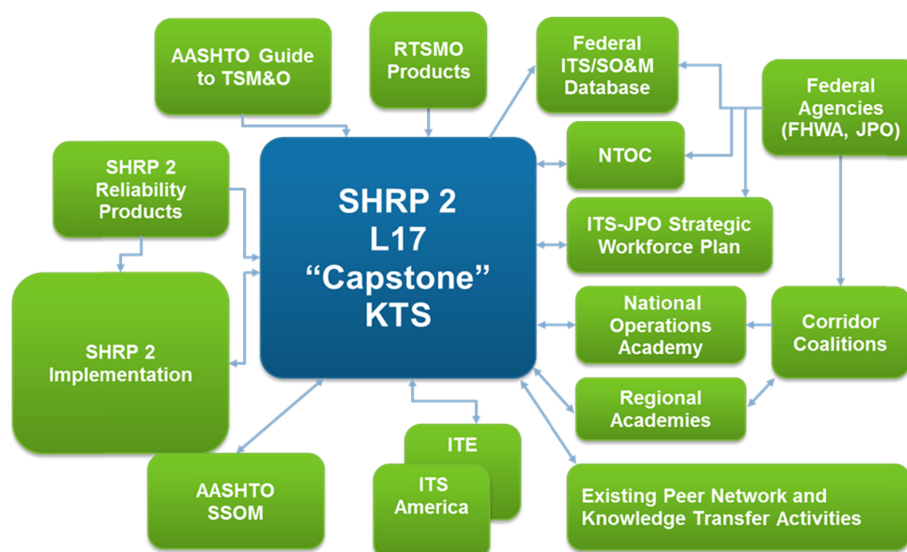 AASHTO Guide
to TSM&O
RTSMO
Products
Federal
ITS/SO&M
Database
Federal
Agencies
(FHWA, JPO)
SHRP 2
Reliability
Products
NTOC
SHRP 2
L17
“Capstone”
KTS
ITS-JPO Strategic
Workforce Plan
SHRP 2
Implementation
National
Operations
Academy
Corridor
Coalitions
Regional
Academies
AASHTO
SSOM
ITE
ITS
America
Existing Peer Network and
Knowledge Transfer Activities